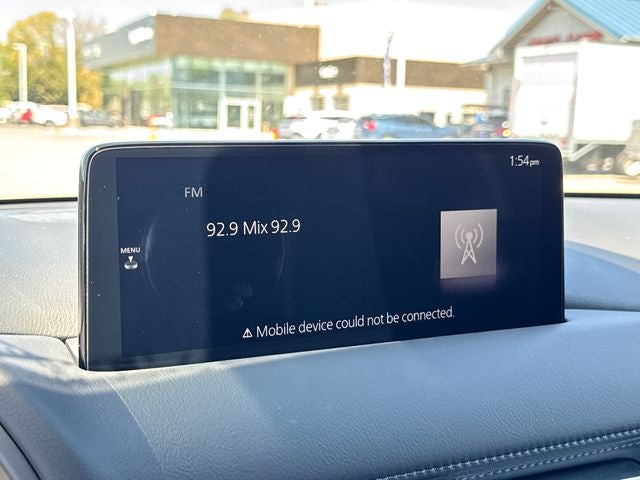 1:54pm
FM
92.9 Mix 92.9
MENU
⚠ Mobile device could not be connected.